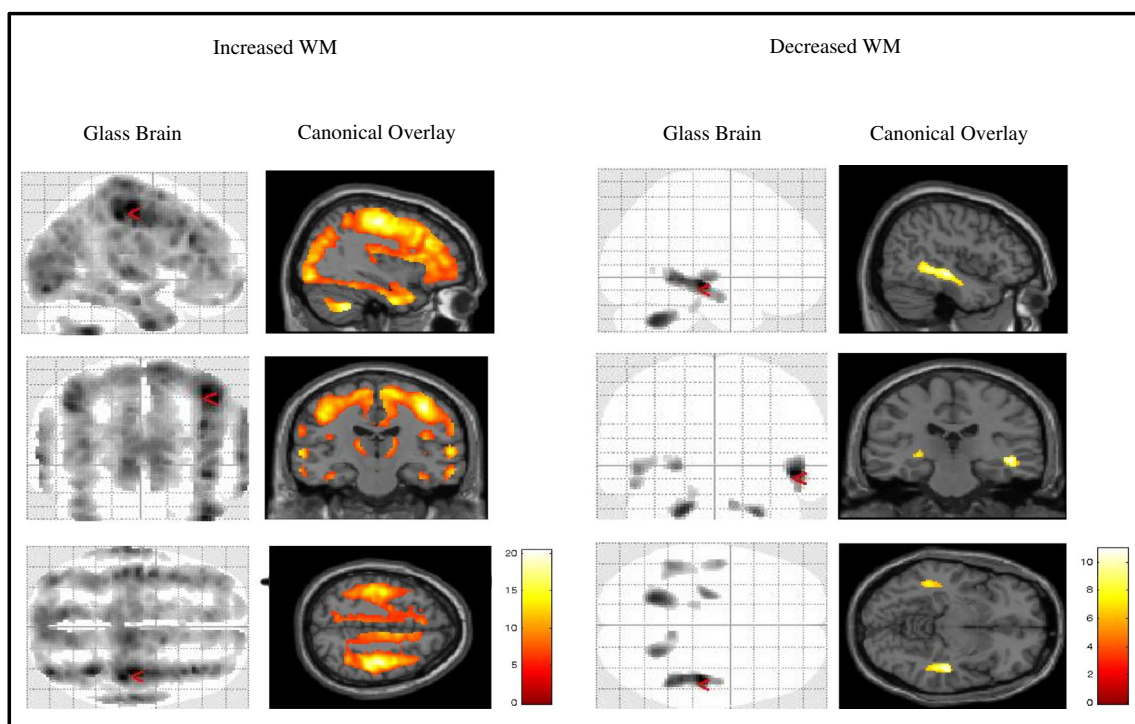 Increased WM
Decreased WM
Glass Brain
Canonical Overlay
Glass Brain
Canonical Overlay
<
<
<
<
<
<
20
15
10
5
0
10
8
6
4
2
0